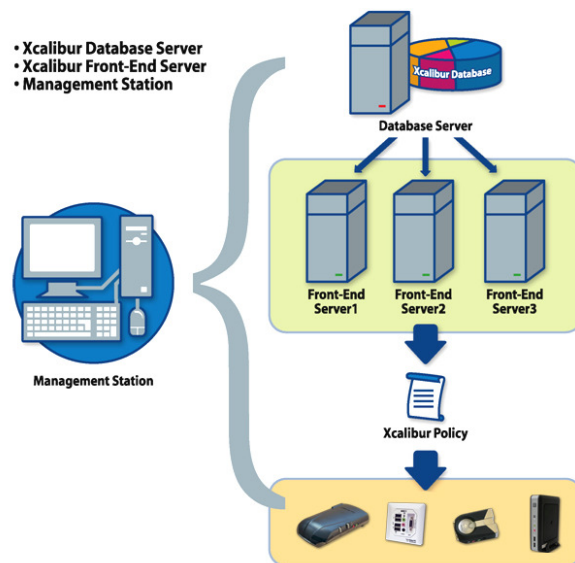 • Xcalibur Database Server
• Xcalibur Front-End Server
• Management Station
Xcalibur Database
Database Server
Front-End Server1
Front-End Server2
Front-End Server3
Management Station
Xcalibur Policy